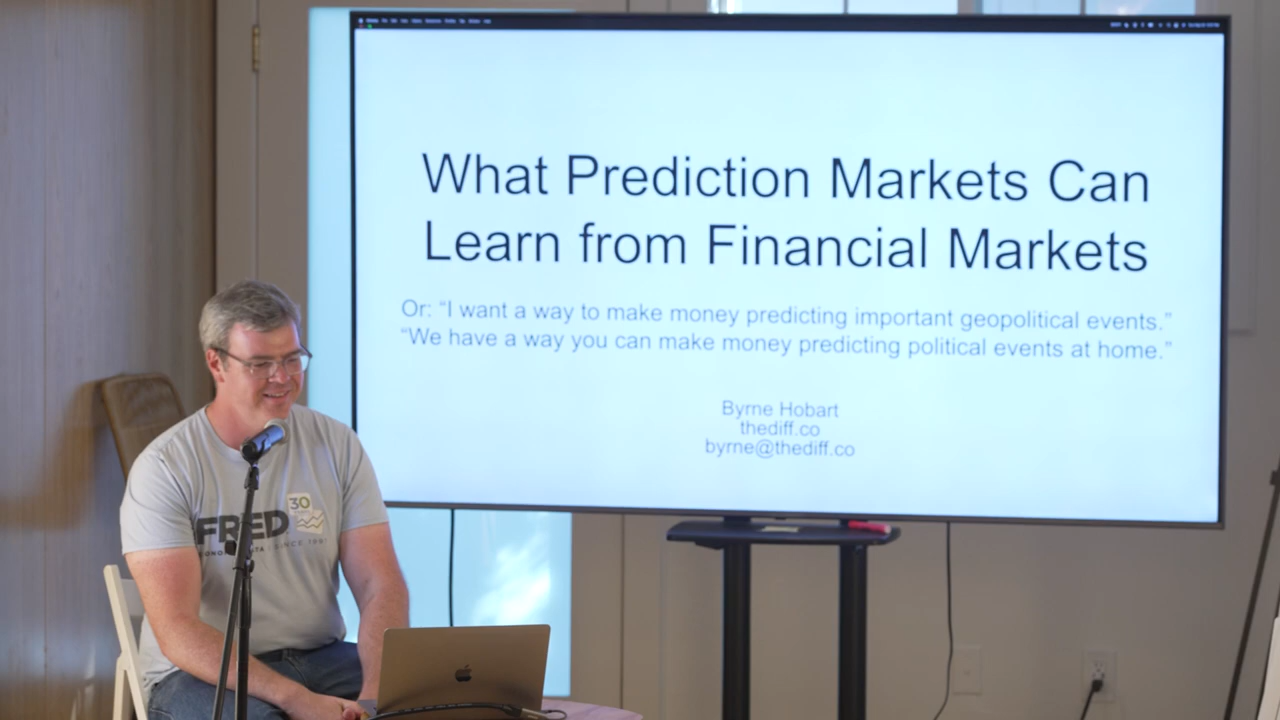 What Prediction Markets Can
Learn from Financial Markets
Or: “I want a way to make money predicting important geopolitical events.”
“We have a way you can make money predicting political events at home.”
Byrne Hobart
thediff.co
byrne@thediff.co
30
FRED